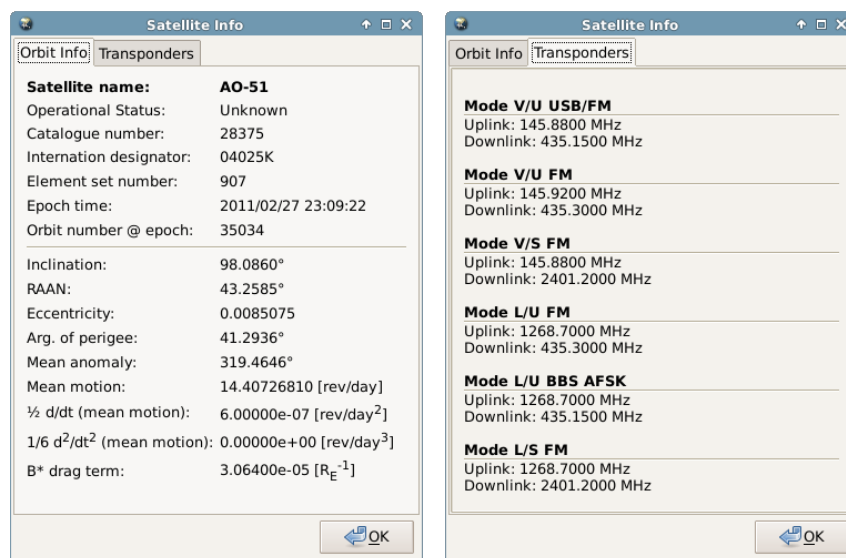 Satellite Info
Orbit Info Transponders
Satellite name: AO-51
Operational Status: Unknown
Catalogue number: 28375
Internation designator: 04025K
Element set number: 907
Epoch time: 2011/02/27 23:09:22
Orbit number @ epoch: 35034
Inclination: 98.0860°
RAAN: 43.2585°
Eccentricity: 0.0085075
Arg. of perigee: 41.2936°
Mean anomaly: 319.4646°
Mean motion: 14.40726810 [rev/day]
½ d/dt (mean motion): 6.00000e-07 [rev/day²]
1/6 d²/dt² (mean motion): 0.00000e+00 [rev/day³]
B* drag term: 3.06400e-05 [R_E⁻¹]
OK
Satellite Info
Orbit Info Transponders
Mode V/U USB/FM
Uplink: 145.8800 MHz
Downlink: 435.1500 MHz
Mode V/U FM
Uplink: 145.9200 MHz
Downlink: 435.3000 MHz
Mode V/S FM
Uplink: 145.8800 MHz
Downlink: 2401.2000 MHz
Mode L/U FM
Uplink: 1268.7000 MHz
Downlink: 435.3000 MHz
Mode L/U BBS AFSK
Uplink: 1268.7000 MHz
Downlink: 435.1500 MHz
Mode L/S FM
Uplink: 1268.7000 MHz
Downlink: 2401.2000 MHz
OK